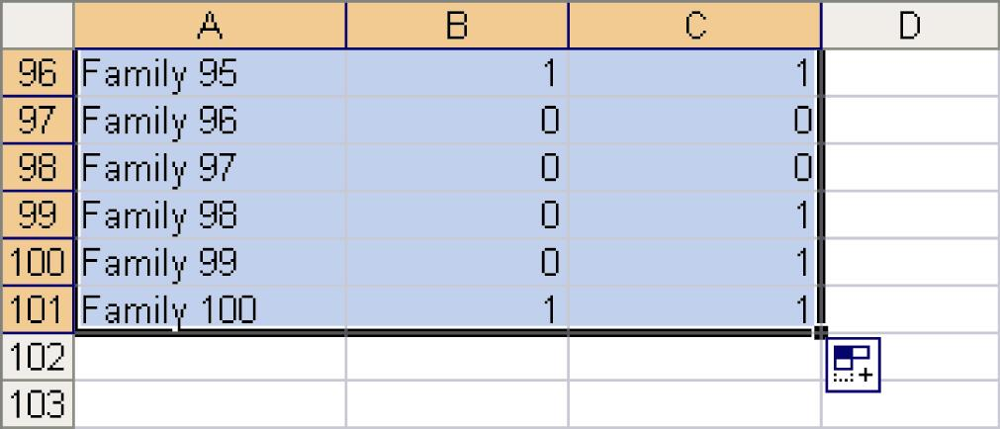 A B C D
96 Family 95 1 1
97 Family 96 0 0
98 Family 97 0 0
99 Family 98 0 1
100 Family 99 0 1
101 Family 100 1 1
102
103